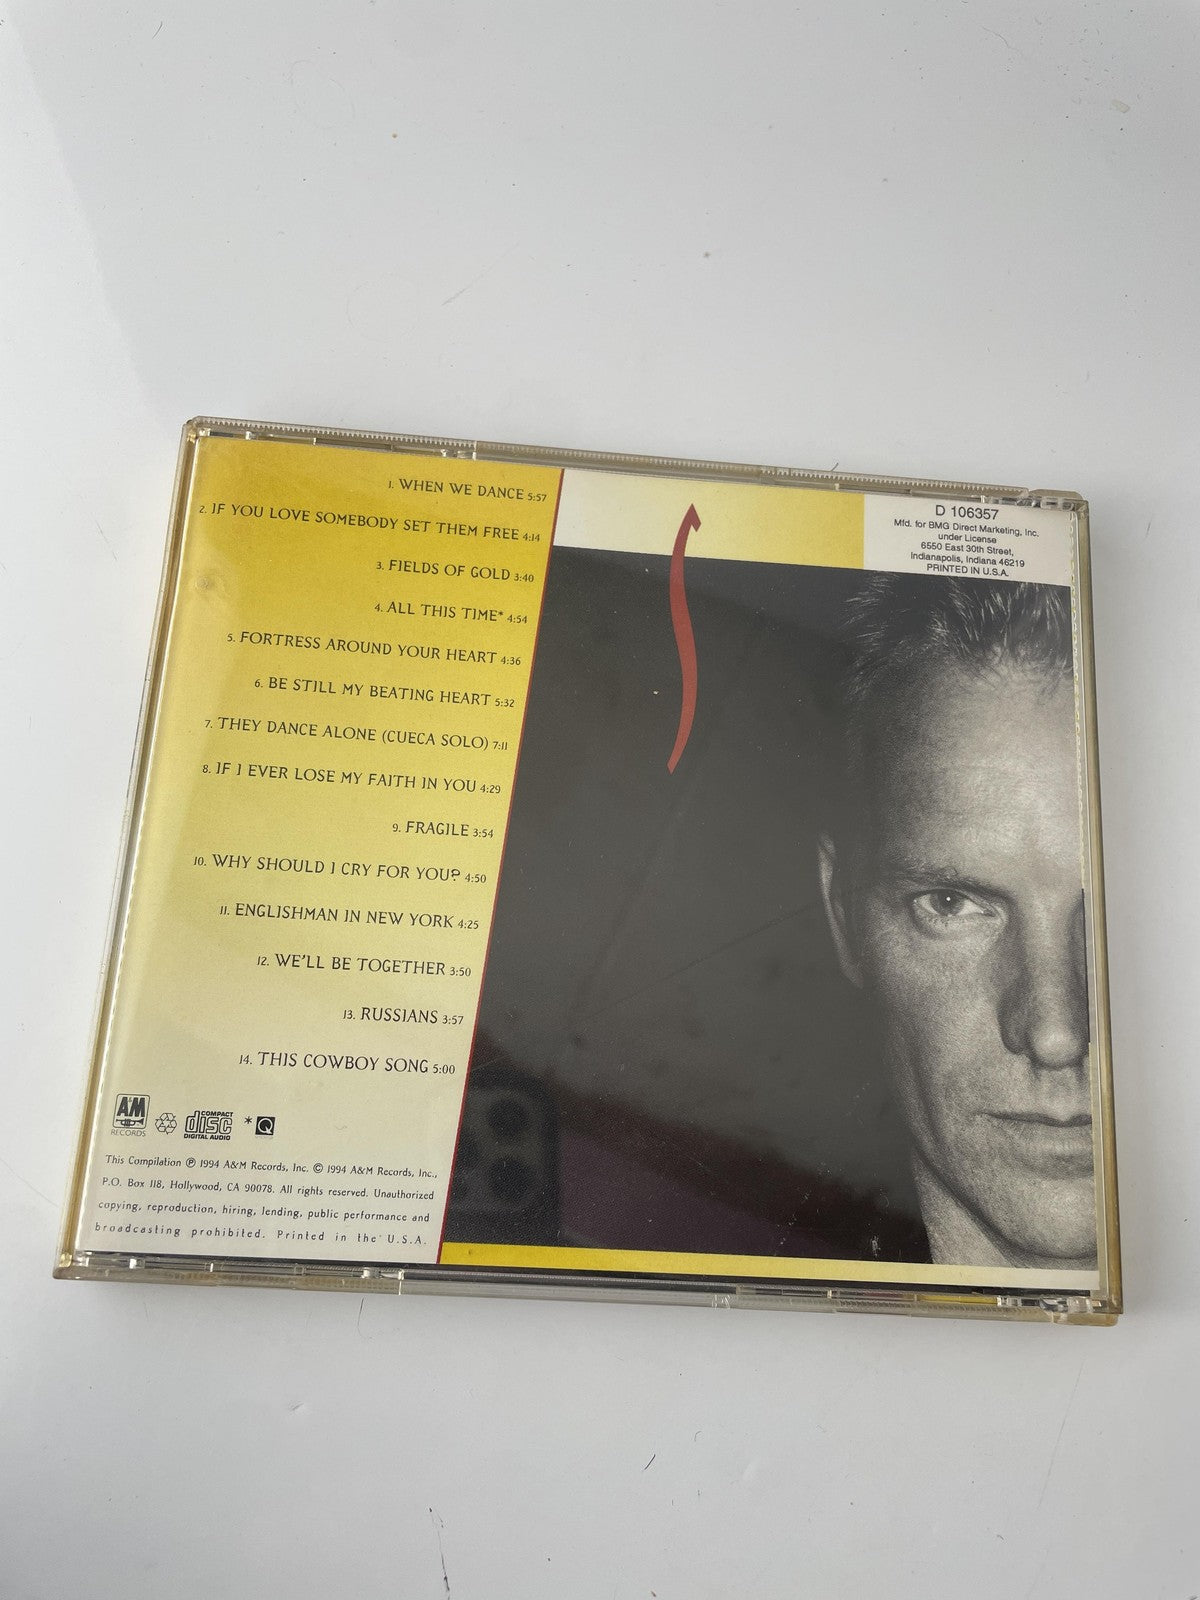 1. WHEN WE DANCE 5:57
2. IF YOU LOVE SOMEBODY SET THEM FREE 4:14
3. FIELDS OF GOLD 3:40
4. ALL THIS TIME* 4:54
5. FORTRESS AROUND YOUR HEART 4:36
6. BE STILL MY BEATING HEART 5:32
7. THEY DANCE ALONE (CUECA SOLO) 7:11
8. IF I EVER LOSE MY FAITH IN YOU 4:29
9. FRAGILE 3:54
10. WHY SHOULD I CRY FOR YOU? 4:50
11. ENGLISHMAN IN NEW YORK 4:25
12. WE'LL BE TOGETHER 3:50
13. RUSSIANS 3:57
14. THIS COWBOY SONG 5:00
A&M
RECORDS
COMPACT
disc
DIGITAL AUDIO
* Q
This Compilation ℗ 1994 A&M Records, Inc. © 1994 A&M Records, Inc.,
P.O. Box 118, Hollywood, CA 90078. All rights reserved. Unauthorized
copying, reproduction, hiring, lending, public performance and
broadcasting prohibited. Printed in the U.S.A.
D 106357
Mfd. for BMG Direct Marketing, Inc.
under License
6550 East 30th Street,
Indianapolis, Indiana 46219
PRINTED IN U.S.A.